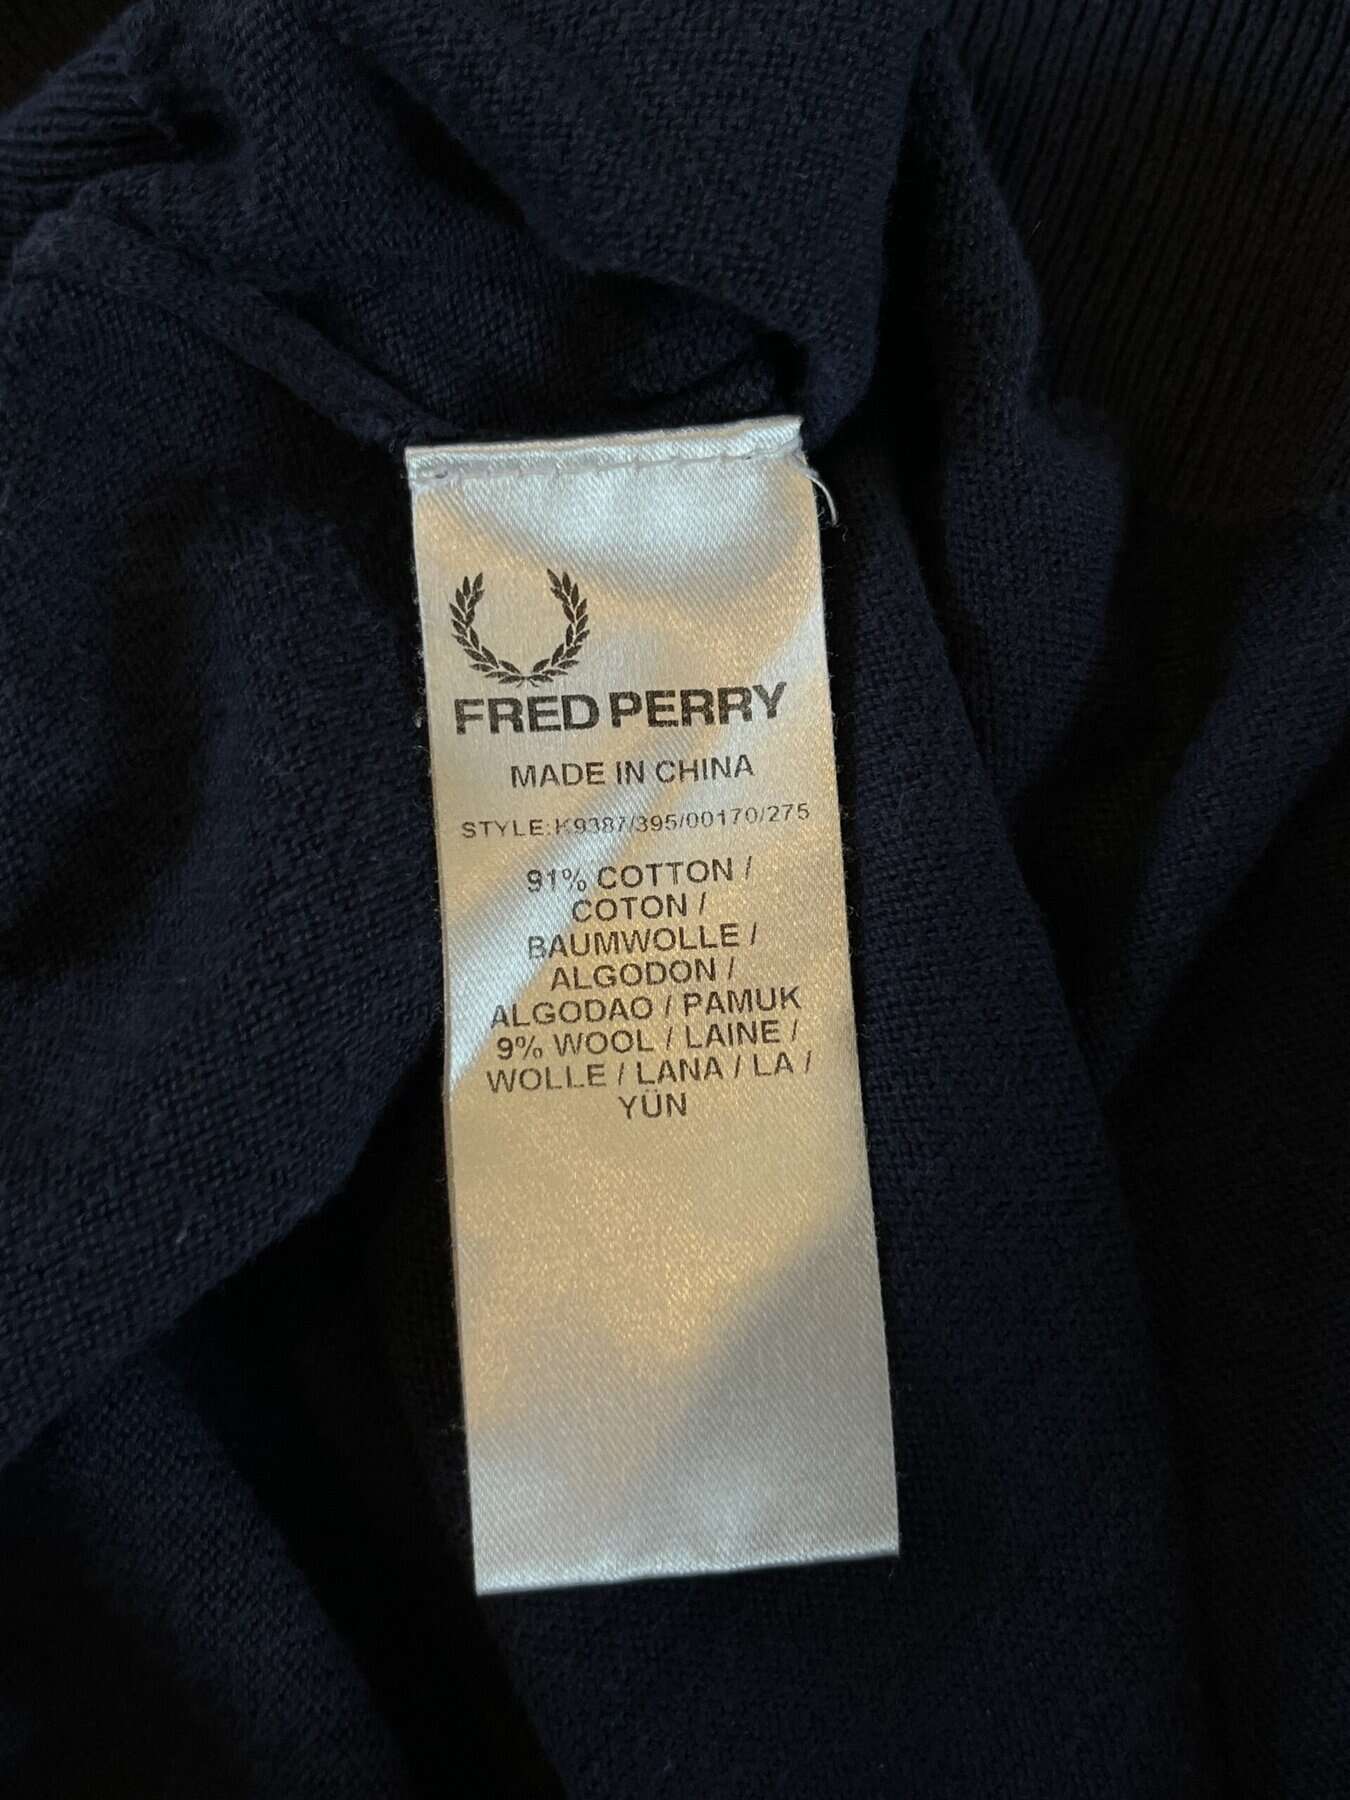 FRED PERRY
MADE IN CHINA
STYLE:K9387/395/00170/275
91% COTTON /
COTON /
BAUMWOLLE /
ALGODON /
ALGODAO / PAMUK
9% WOOL / LAINE /
WOLLE / LANA / LA /
YÜN